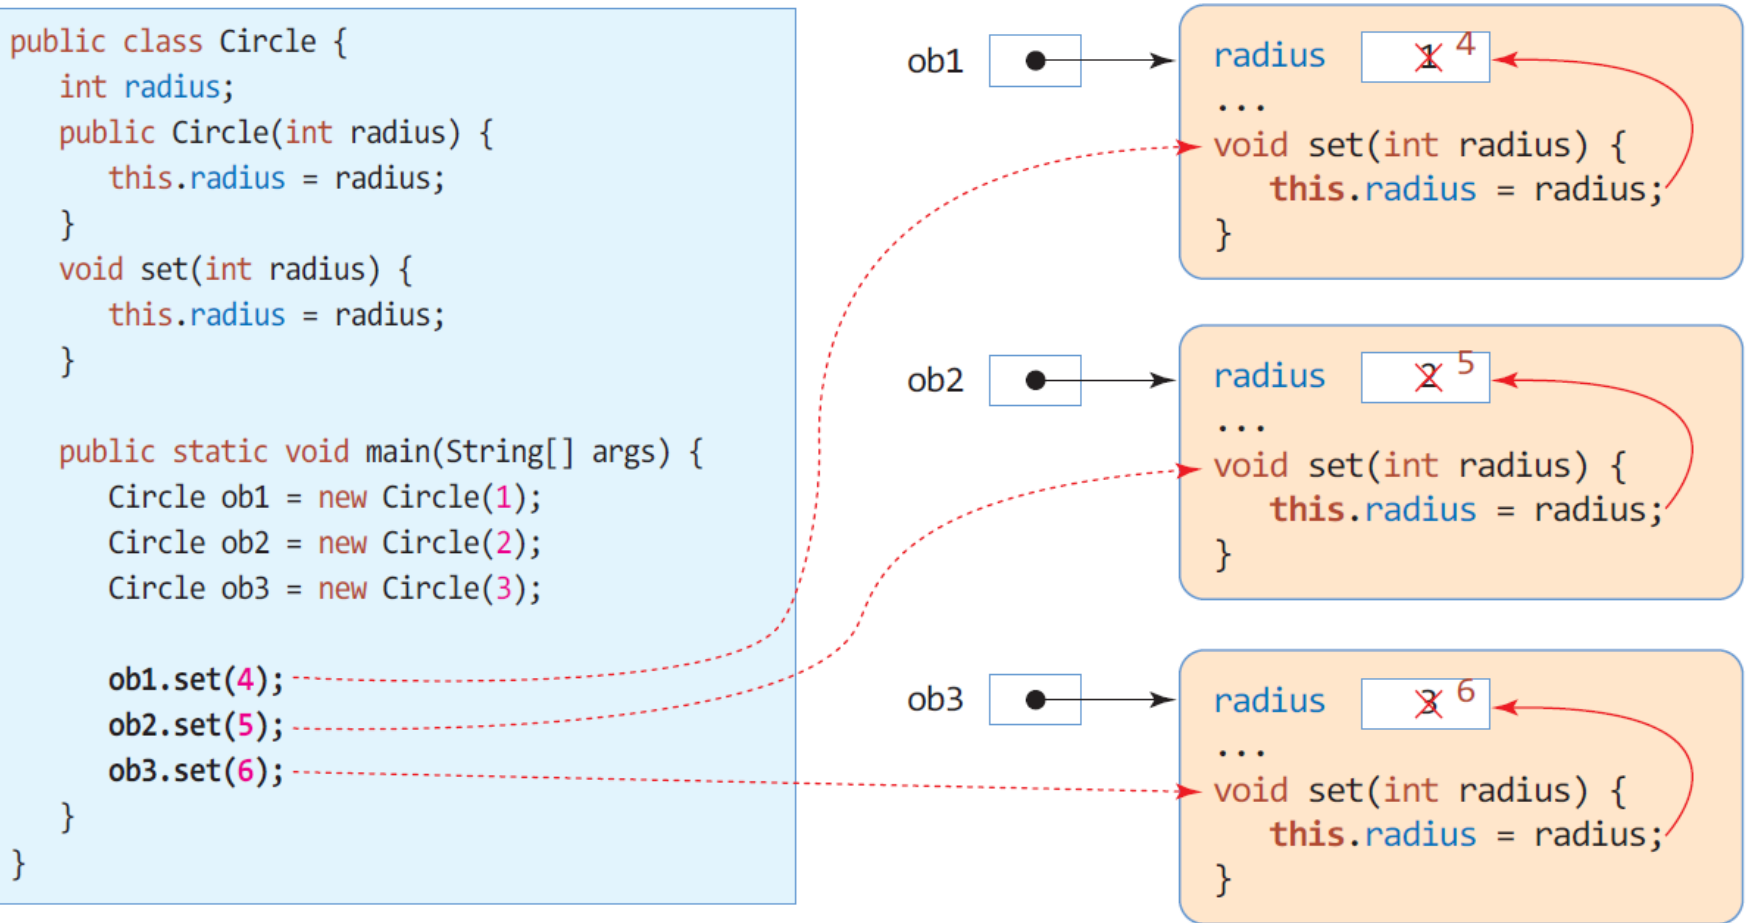 public class Circle {
int radius;
public Circle(int radius) {
this.radius = radius;
}
void set(int radius) {
this.radius = radius;
}
public static void main(String[] args) {
Circle ob1 = new Circle(1);
Circle ob2 = new Circle(2);
Circle ob3 = new Circle(3);
ob1.set(4);
ob2.set(5);
ob3.set(6);
}
}
ob1
radius 1 4
...
void set(int radius) {
this.radius = radius;
}
ob2
radius 2 5
...
void set(int radius) {
this.radius = radius;
}
ob3
radius 3 6
...
void set(int radius) {
this.radius = radius;
}